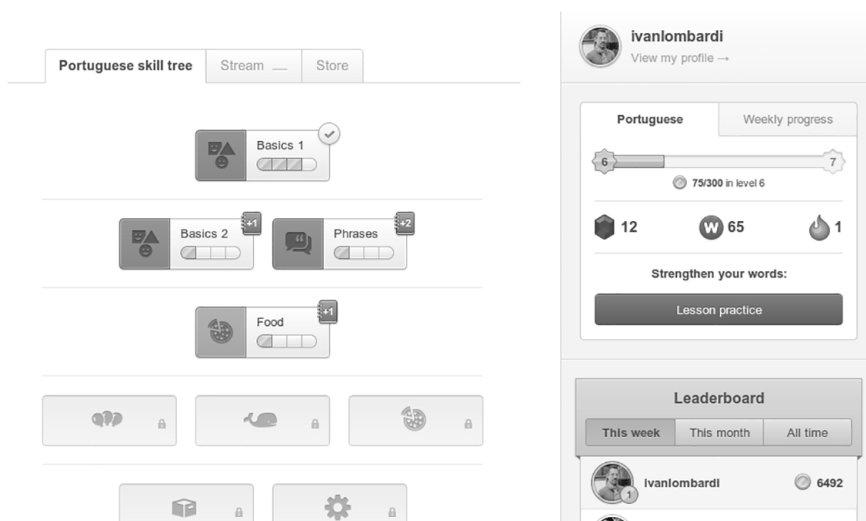 Portuguese skill tree
Stream
Store
Basics 1
Basics 2
+1
Phrases
+2
Food
+1
ivanlombardi
View my profile →
Portuguese
Weekly progress
6
7
75/300 in level 6
12
W 65
1
Strengthen your words:
Lesson practice
Leaderboard
This week
This month
All time
1
ivanlombardi
6492